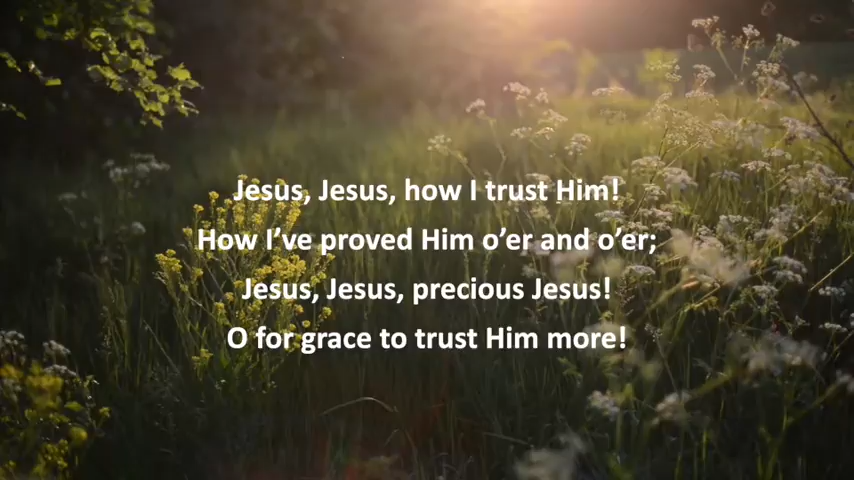 Jesus, Jesus, how I trust Him!
How I’ve proved Him o’er and o’er;
Jesus, Jesus, precious Jesus!
O for grace to trust Him more!